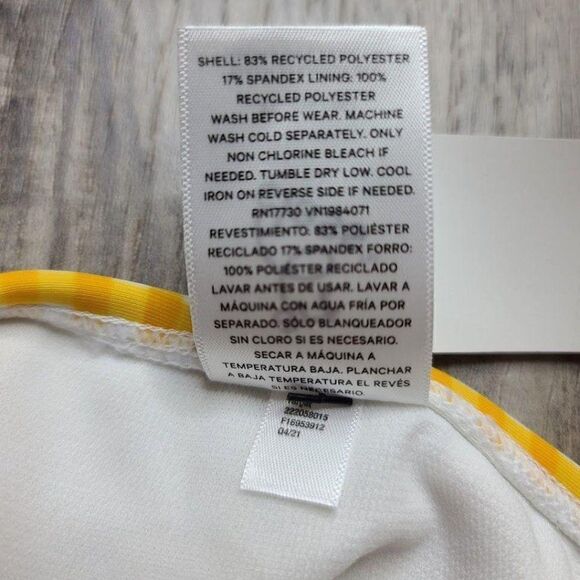 SHELL: 83% RECYCLED POLYESTER
17% SPANDEX LINING: 100%
RECYCLED POLYESTER
WASH BEFORE WEAR. MACHINE
WASH COLD SEPARATELY. ONLY
NON CHLORINE BLEACH IF
NEEDED. TUMBLE DRY LOW. COOL
IRON ON REVERSE SIDE IF NEEDED.
RN17730 VN1984071
REVESTIMIENTO: 83% POLIÉSTER
RECICLADO 17% SPANDEX FORRO:
100% POLIÉSTER RECICLADO
LAVAR ANTES DE USAR. LAVAR A
MÁQUINA CON AGUA FRÍA POR
SEPARADO. SÓLO BLANQUEADOR
SIN CLORO SI ES NECESARIO.
SECAR A MÁQUINA A
TEMPERATURA BAJA. PLANCHAR
A BAJA TEMPERATURA EL REVÉS
SI ES NECESARIO.
222058015
F16953912
04/21